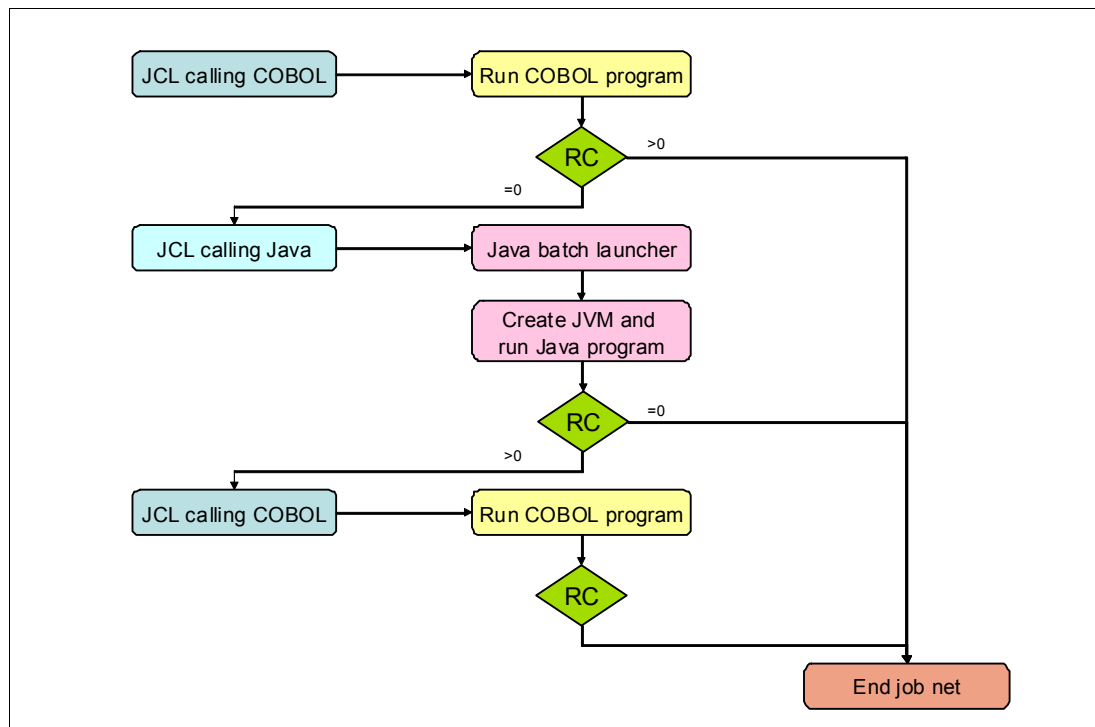 JCL calling COBOL
Run COBOL program
RC
>0
=0
JCL calling Java
Java batch launcher
Create JVM and
run Java program
RC
=0
>0
JCL calling COBOL
Run COBOL program
RC
End job net